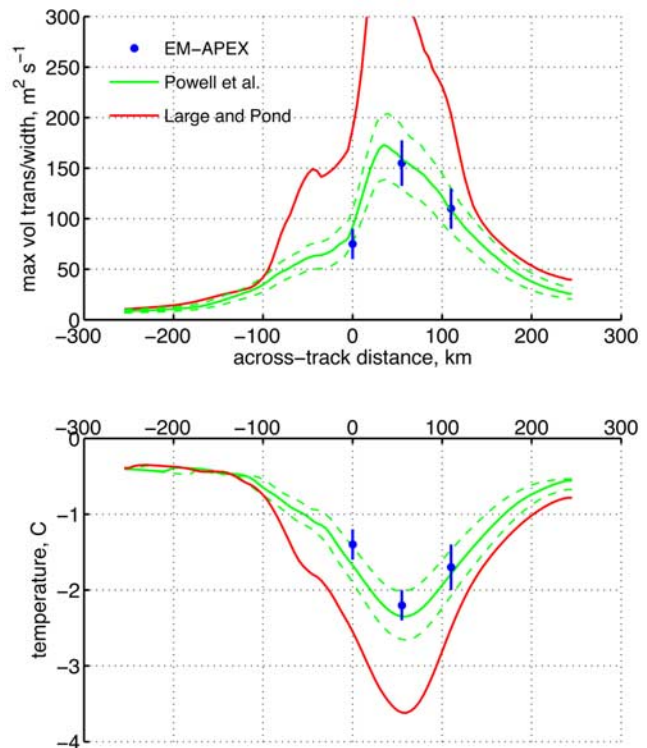 300
250
200
150
100
50
0
max vol trans/width, m² s⁻¹
EM−APEX
Powell et al.
Large and Pond
−300 −200 −100 0 100 200 300
across−track distance, km
−300 −200 −100 0 100 200 300
0
−1
−2
−3
−4
temperature, C